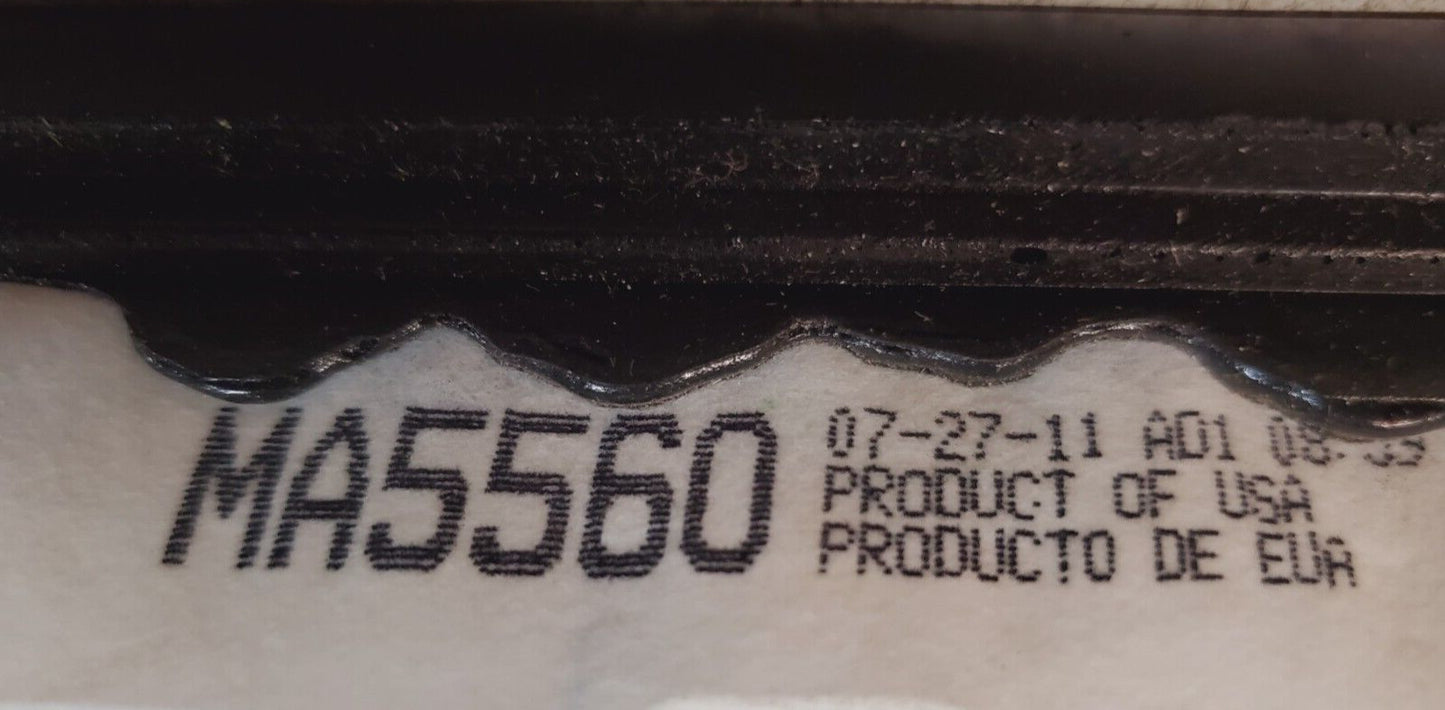 MA5560
07-27-11 AD1
PRODUCT OF USA
PRODUCTO DE EUA